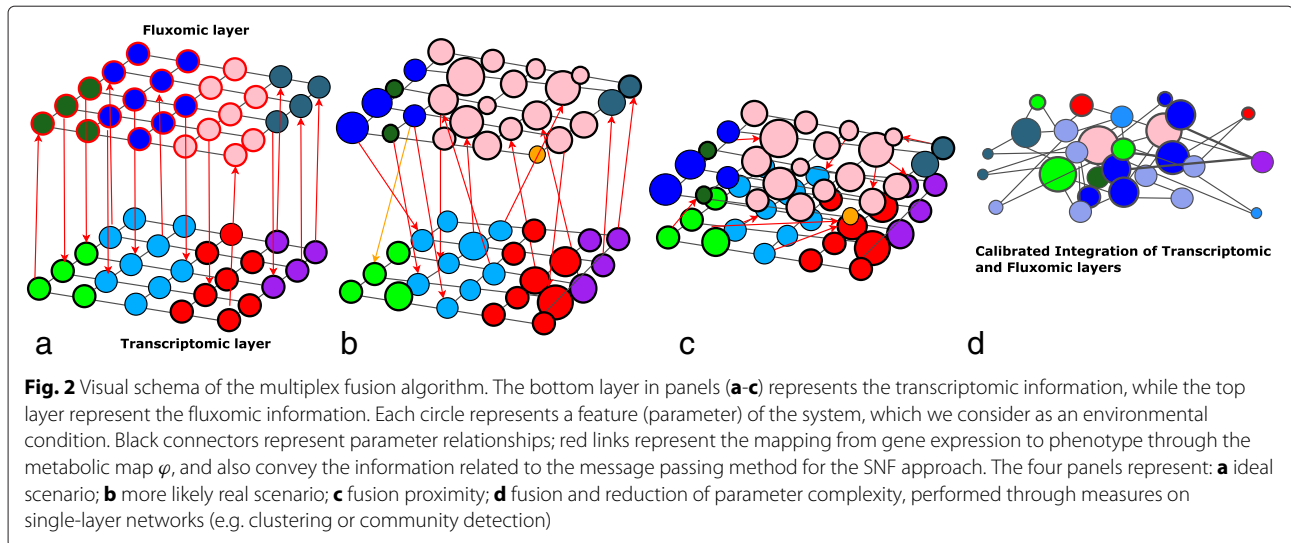 Fluxomic layer
Transcriptomic layer
a
b
c
d
Calibrated Integration of Transcriptomic
and Fluxomic layers
Fig. 2 Visual schema of the multiplex fusion algorithm. The bottom layer in panels (a-c) represents the transcriptomic information, while the top
layer represent the fluxomic information. Each circle represents a feature (parameter) of the system, which we consider as an environmental
condition. Black connectors represent parameter relationships; red links represent the mapping from gene expression to phenotype through the
metabolic map φ, and also convey the information related to the message passing method for the SNF approach. The four panels represent: a ideal
scenario; b more likely real scenario; c fusion proximity; d fusion and reduction of parameter complexity, performed through measures on
single-layer networks (e.g. clustering or community detection)